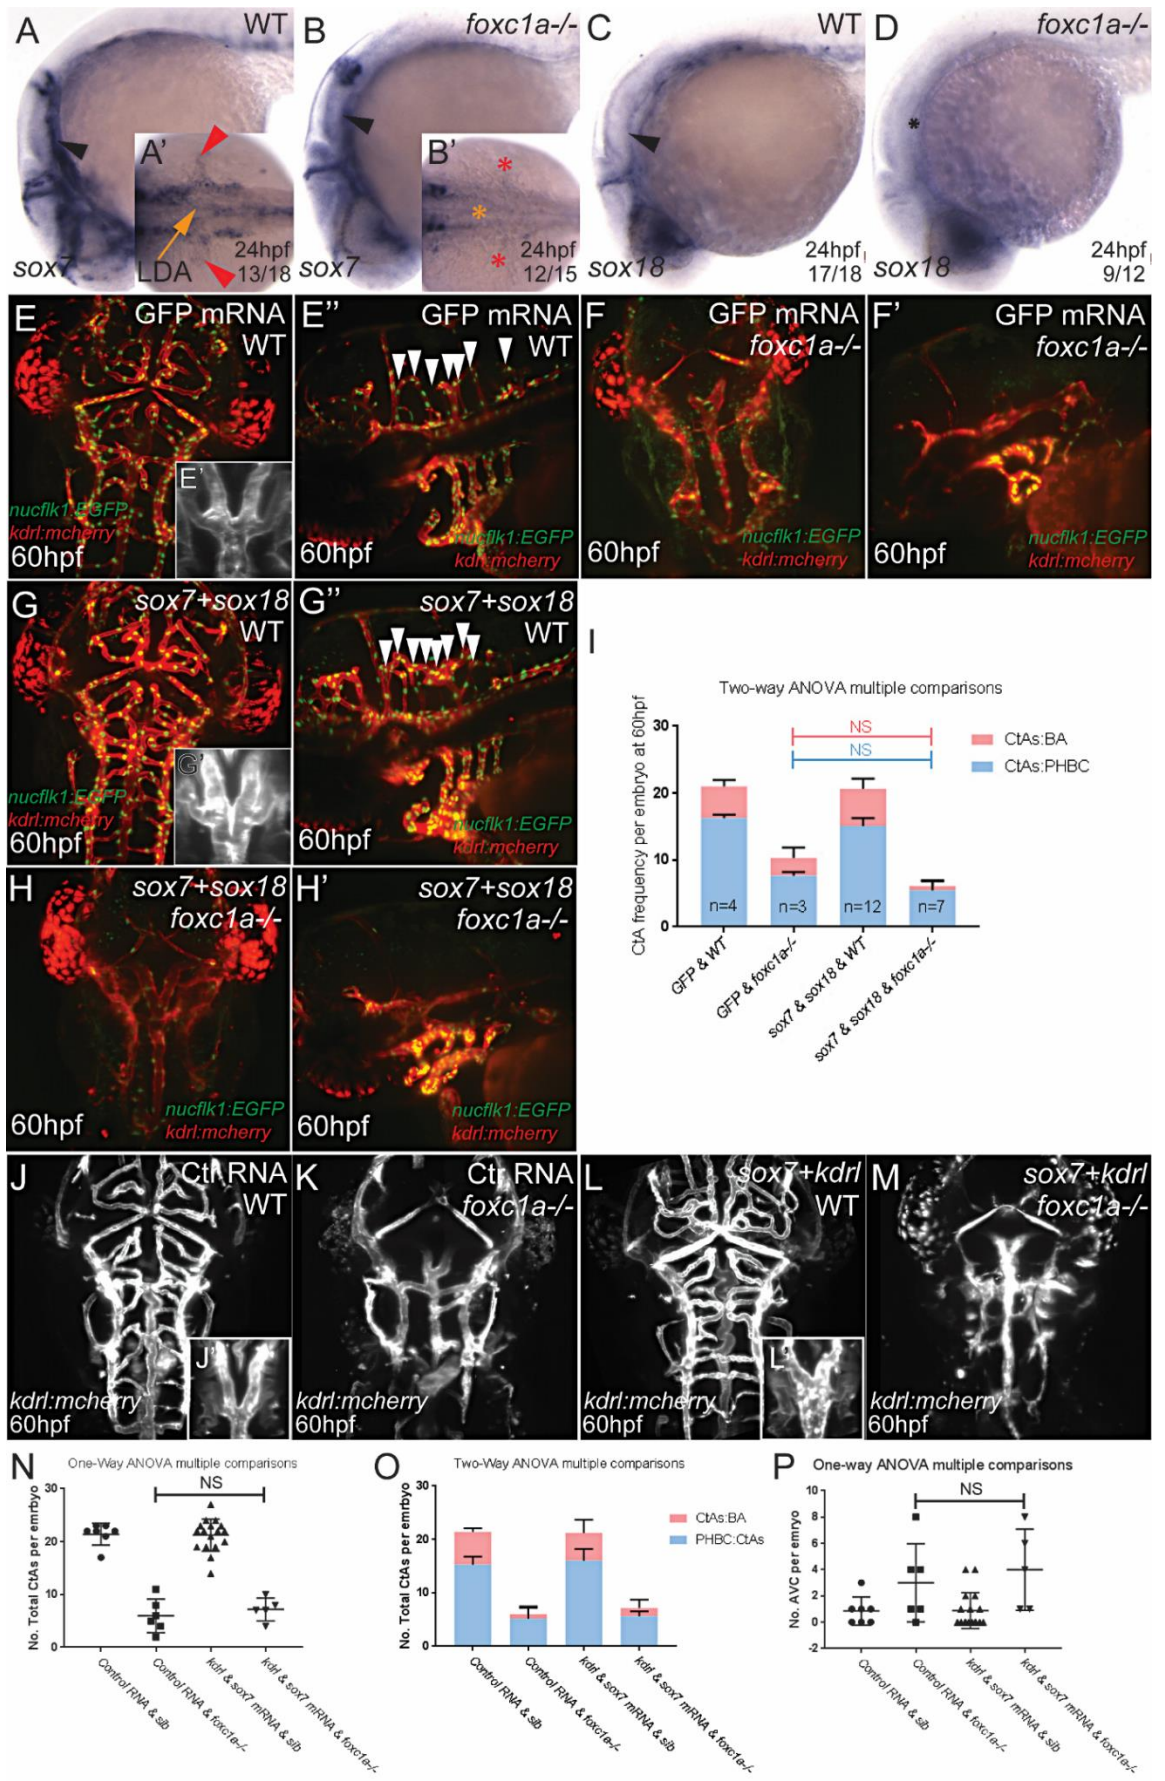 A
WT
A'
LDA
24hpf
13/18
sox7
B
foxc1a-/-
B'
24hpf
12/15
sox7
C
WT
24hpf
17/18
sox18
D
foxc1a-/-
24hpf
9/12
sox18
E
GFP mRNA
WT
E'
nucflk1:EGFP
kdrl:mcherry
60hpf
E''
GFP mRNA
WT
nucflk1:EGFP
60hpf
kdrl:mcherry
F
GFP mRNA
foxc1a-/-
nucflk1:EGFP
60hpf
kdrl:mcherry
F'
GFP mRNA
foxc1a-/-
nucflk1:EGFP
60hpf
kdrl:mcherry
G
sox7+sox18
WT
G'
nucflk1:EGFP
kdrl:mcherry
60hpf
G''
sox7+sox18
WT
nucflk1:EGFP
60hpf
kdrl:mcherry
H
sox7+sox18
foxc1a-/-
nucflk1:EGFP
60hpf
kdrl:mcherry
H'
sox7+sox18
foxc1a-/-
nucflk1:EGFP
60hpf
kdrl:mcherry
I
Two-way ANOVA multiple comparisons
CtA frequency per embryo at 60hpf
30
20
10
0
NS
NS
CtAs:BA
CtAs:PHBC
n=4
n=3
n=12
n=7
GFP & WT
GFP & foxc1a-/-
sox7 & sox18 & WT
sox7 & sox18 & foxc1a-/-
J
Ctr RNA
WT
J'
kdrl:mcherry
60hpf
K
Ctr RNA
foxc1a-/-
kdrl:mcherry
60hpf
L
sox7+kdrl
WT
L'
kdrl:mcherry
60hpf
M
sox7+kdrl
foxc1a-/-
kdrl:mcherry
60hpf
N
One-Way ANOVA multiple comparisons
NS
No. Total CtAs per emrbyo
30
20
10
0
Control RNA & sib
Control RNA & foxc1a-/-
kdrl & sox7 mRNA & sib
kdrl & sox7 mRNA & foxc1a-/-
O
Two-Way ANOVA multiple comparisons
No. Total CtAs per emrbyo
30
20
10
0
CtAs:BA
PHBC:CtAs
Control RNA & sib
Control RNA & foxc1a-/-
kdrl & sox7 mRNA & sib
kdrl & sox7 mRNA & foxc1a-/-
P
One-way ANOVA multiple comparisons
NS
No. AVC per emryo
10
8
6
4
2
0
-2
Control RNA & sib
Control RNA & foxc1a-/-
kdrl & sox7 mRNA & sib
kdrl & sox7 mRNA & foxc1a-/-